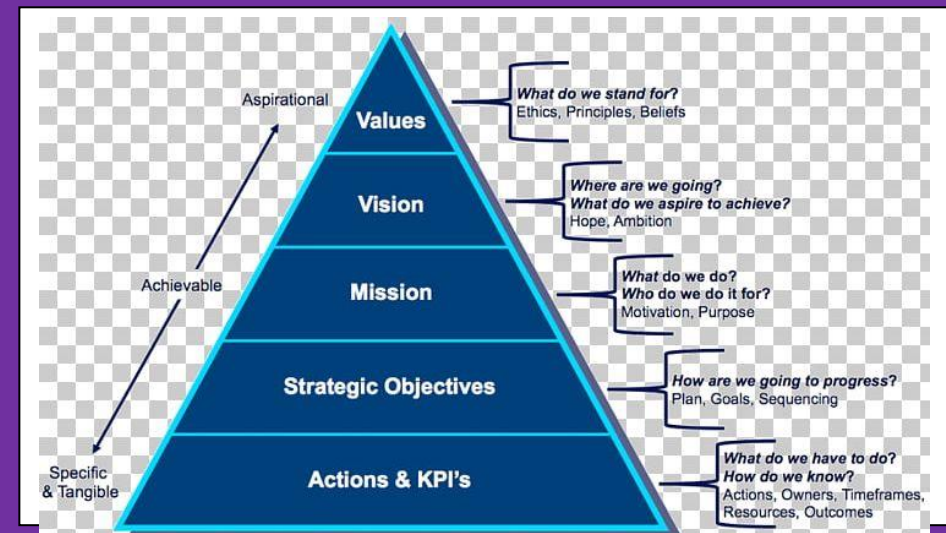 Aspirational
Values
What do we stand for?
Ethics, Principles, Beliefs
Vision
Where are we going?
What do we aspire to achieve?
Hope, Ambition
Achievable
Mission
What do we do?
Who do we do it for?
Motivation, Purpose
Strategic Objectives
How are we going to progress?
Plan, Goals, Sequencing
Specific
& Tangible
Actions & KPI's
What do we have to do?
How do we know?
Actions, Owners, Timeframes,
Resources, Outcomes